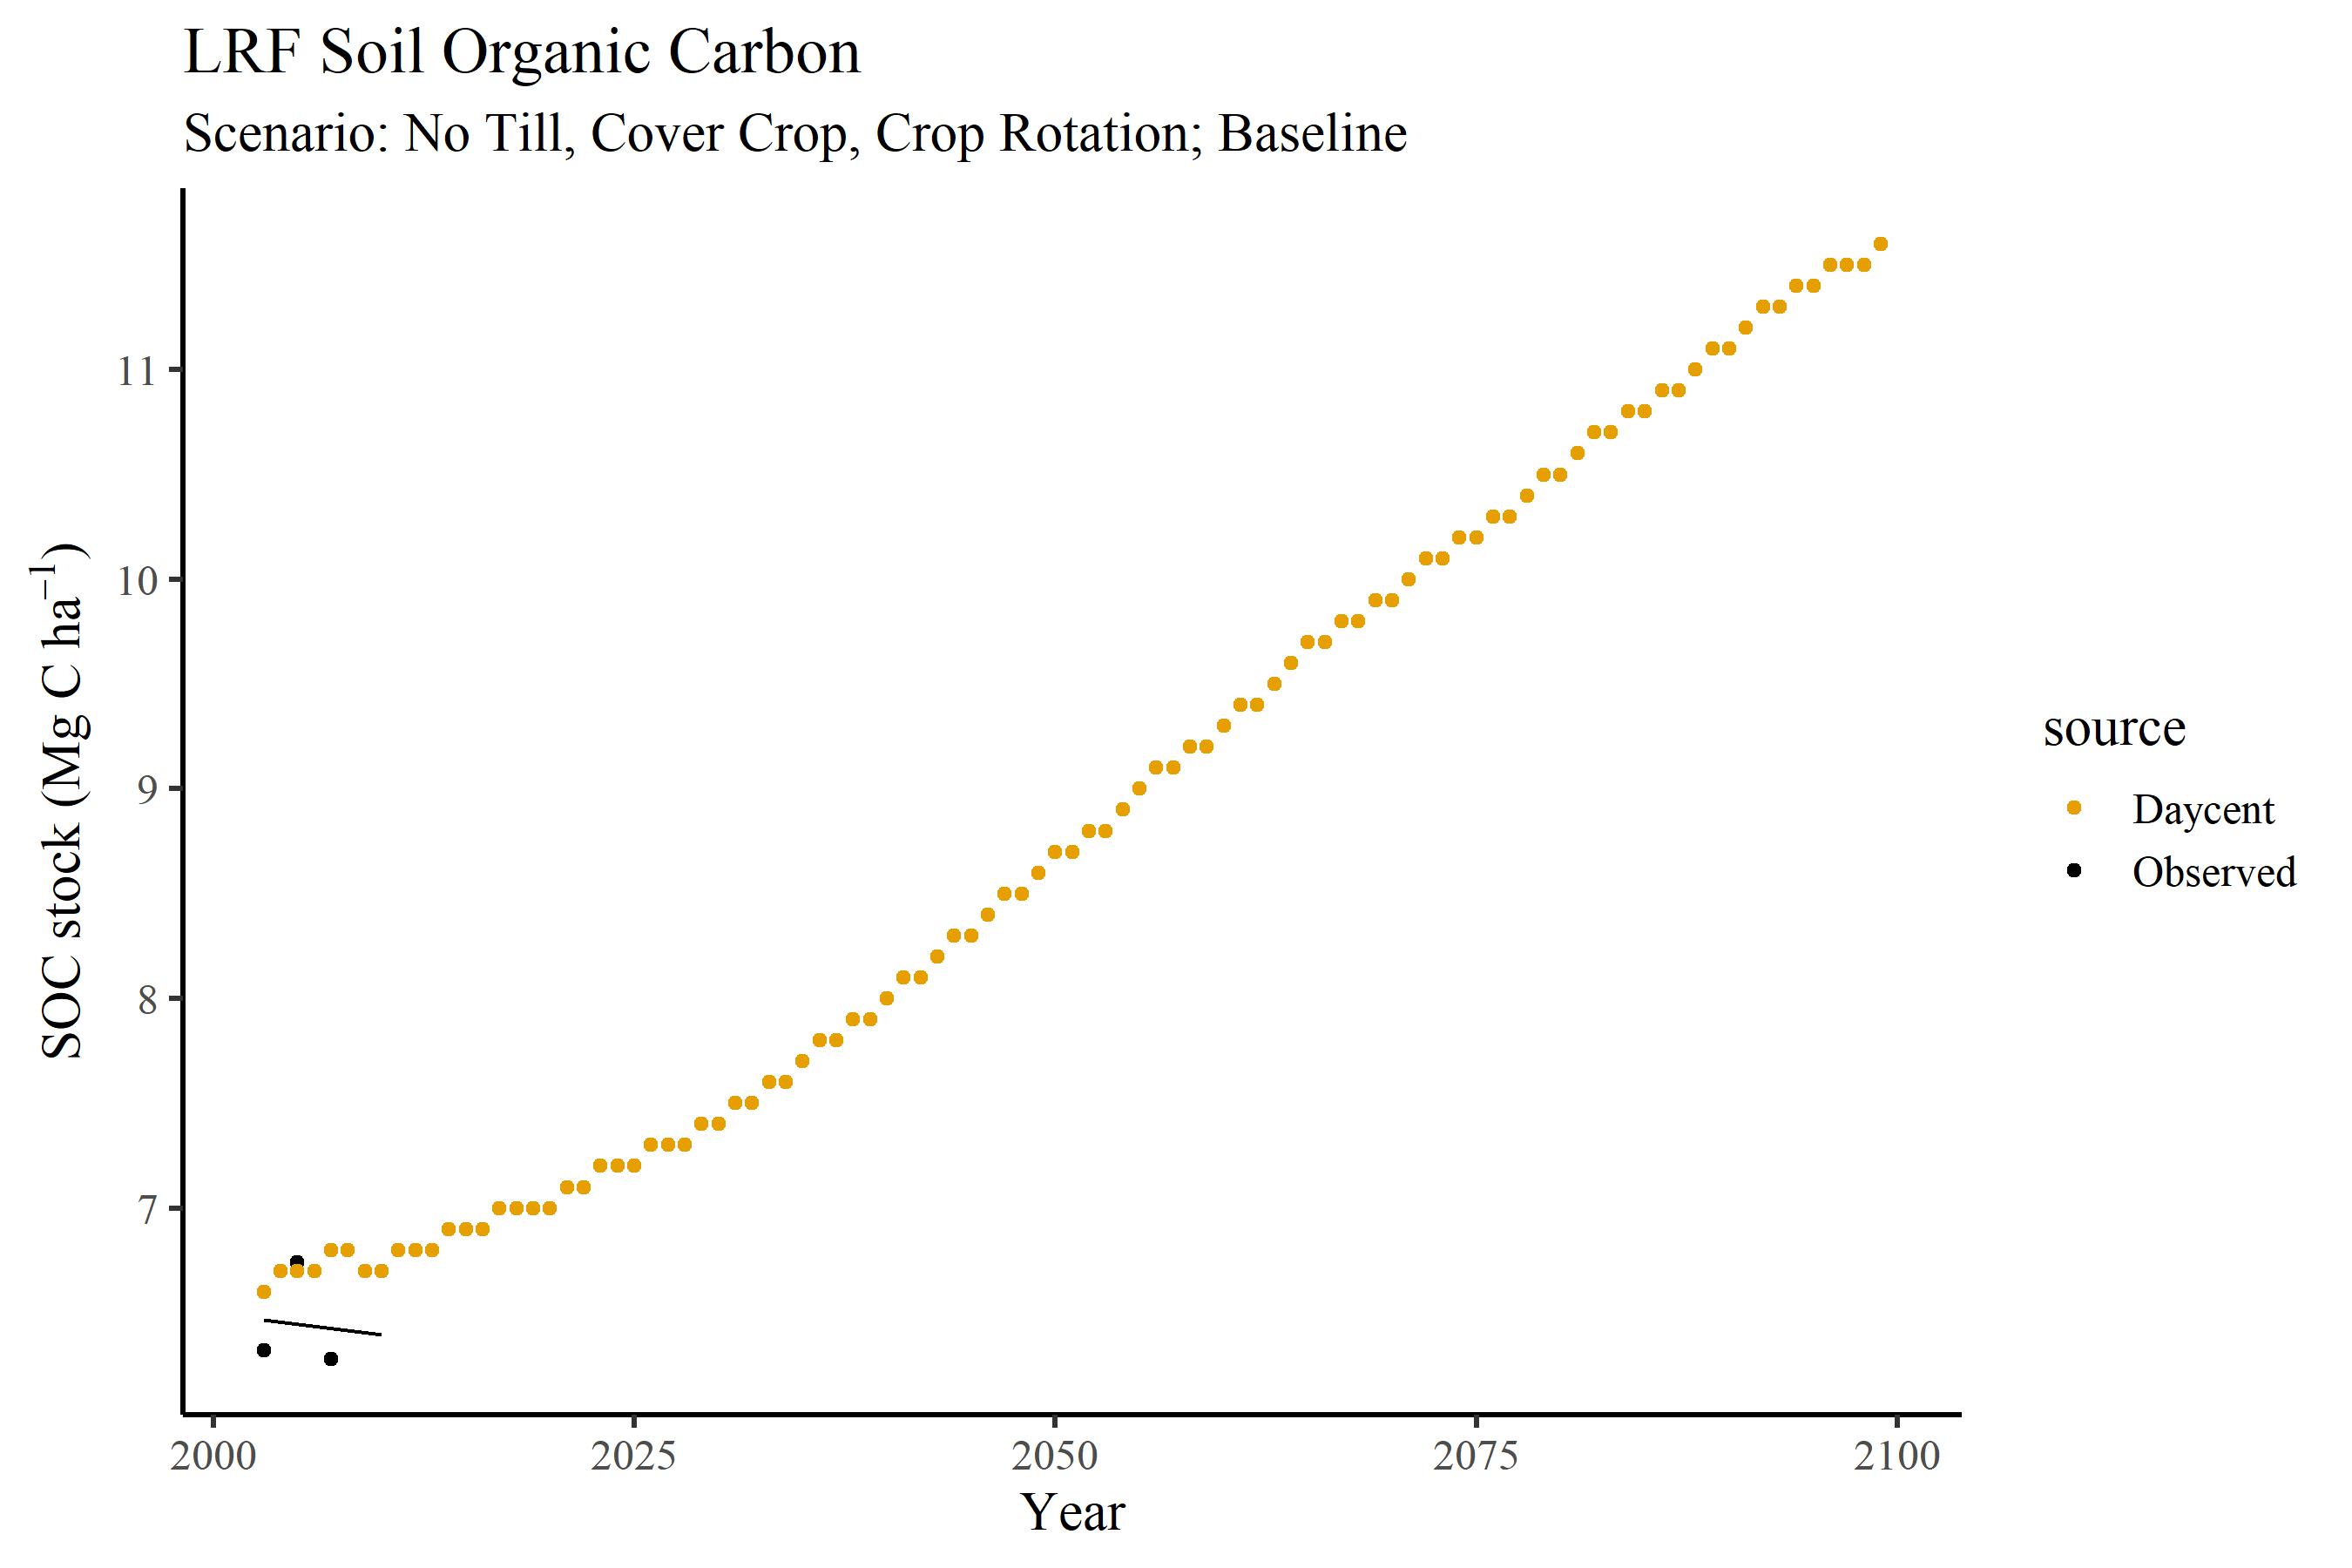 LRF Soil Organic Carbon
Scenario: No Till, Cover Crop, Crop Rotation; Baseline
SOC stock (Mg C ha⁻¹)
11
10
9
8
7
2000 2025 2050 2075 2100
Year
source
Daycent
Observed